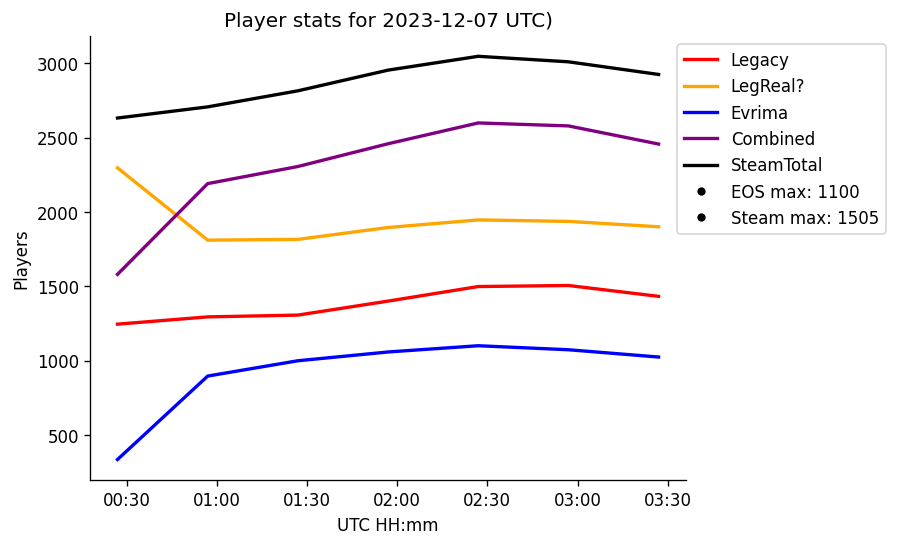 Player stats for 2023-12-07 UTC)
3000
2500
2000
1500
1000
500
Players
00:30 01:00 01:30 02:00 02:30 03:00 03:30
UTC HH:mm
Legacy
LegReal?
Evrima
Combined
SteamTotal
EOS max: 1100
Steam max: 1505